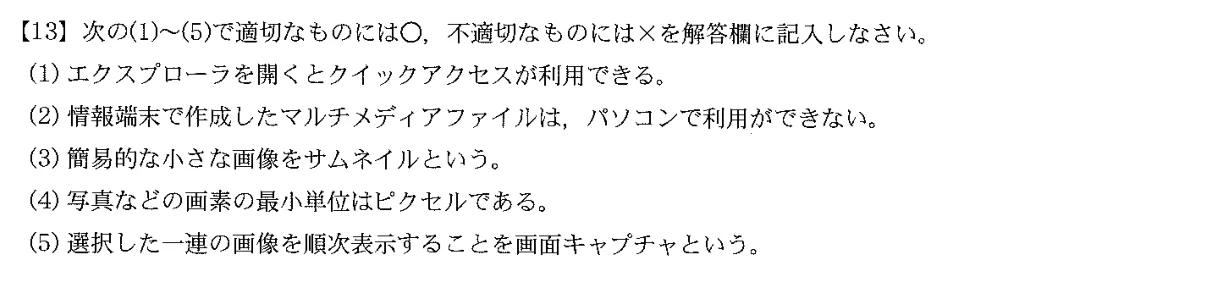 【13】次の(1)～(5)で適切なものには〇，不適切なものには×を解答欄に記入しなさい。
(1) エクスプローラを開くとクイックアクセスが利用できる。
(2) 情報端末で作成したマルチメディアファイルは，パソコンで利用ができない。
(3) 簡易的な小さな画像をサムネイルという。
(4) 写真などの画素の最小単位はピクセルである。
(5) 選択した一連の画像を順次表示することを画面キャプチャという。